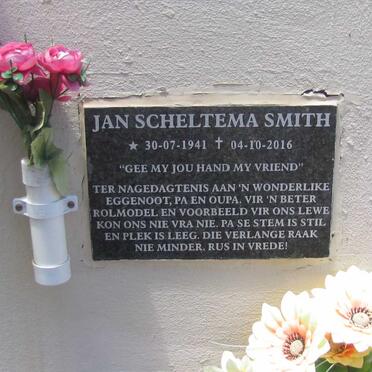 JAN SCHELTEMA SMITH
★ 30-07-1941 ✝ 04-10-2016
"GEE MY JOU HAND MY VRIEND"
TER NAGEDAGTENIS AAN 'N WONDERLIKE
EGGENOOT, PA EN OUPA. VIR 'N BETER
ROLMODEL EN VOORBEELD VIR ONS LEWE
KON ONS NIE VRA NIE. PA SE STEM IS STIL
EN PLEK IS LEEG. DIE VERLANGE RAAK
NIE MINDER. RUS IN VREDE!